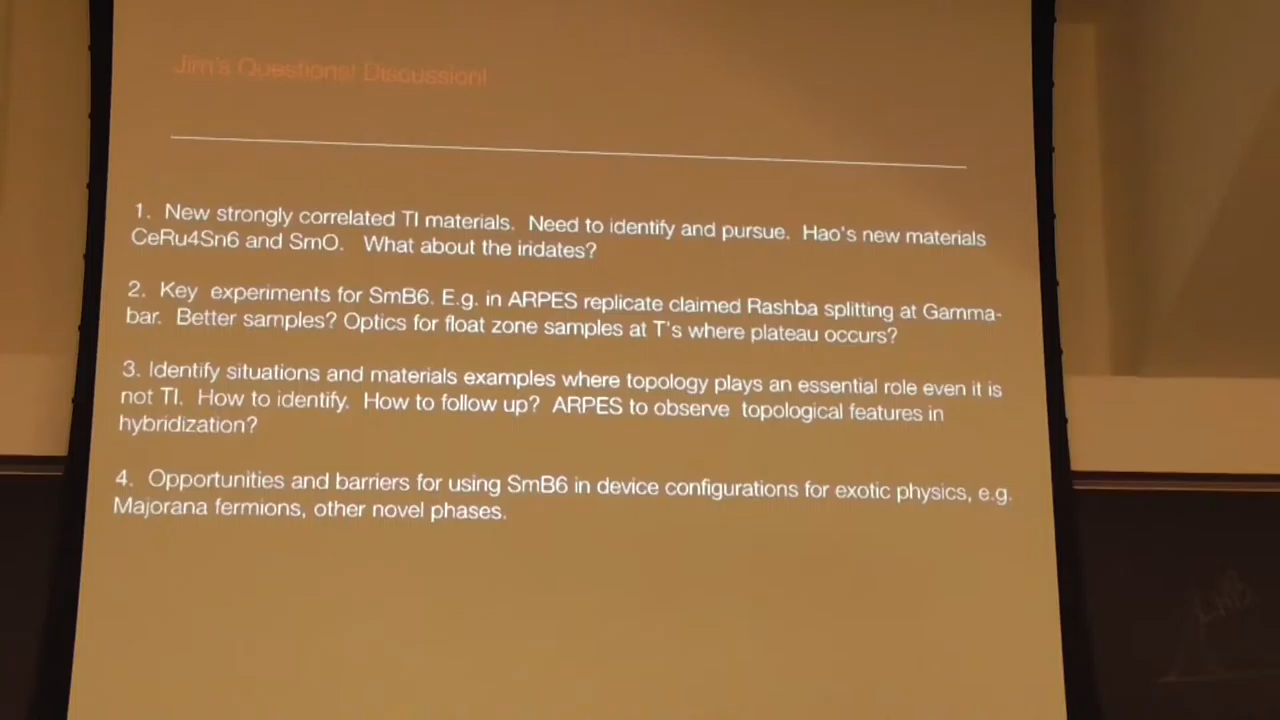 Jim's Questions! Discussion!
1. New strongly correlated TI materials. Need to identify and pursue. Hao's new materials
CeRu4Sn6 and SmO. What about the iridates?
2. Key experiments for SmB6. E.g. in ARPES replicate claimed Rashba splitting at Gamma-
bar. Better samples? Optics for float zone samples at T's where plateau occurs?
3. Identify situations and materials examples where topology plays an essential role even it is
not TI. How to identify. How to follow up? ARPES to observe topological features in
hybridization?
4. Opportunities and barriers for using SmB6 in device configurations for exotic physics, e.g.
Majorana fermions, other novel phases.